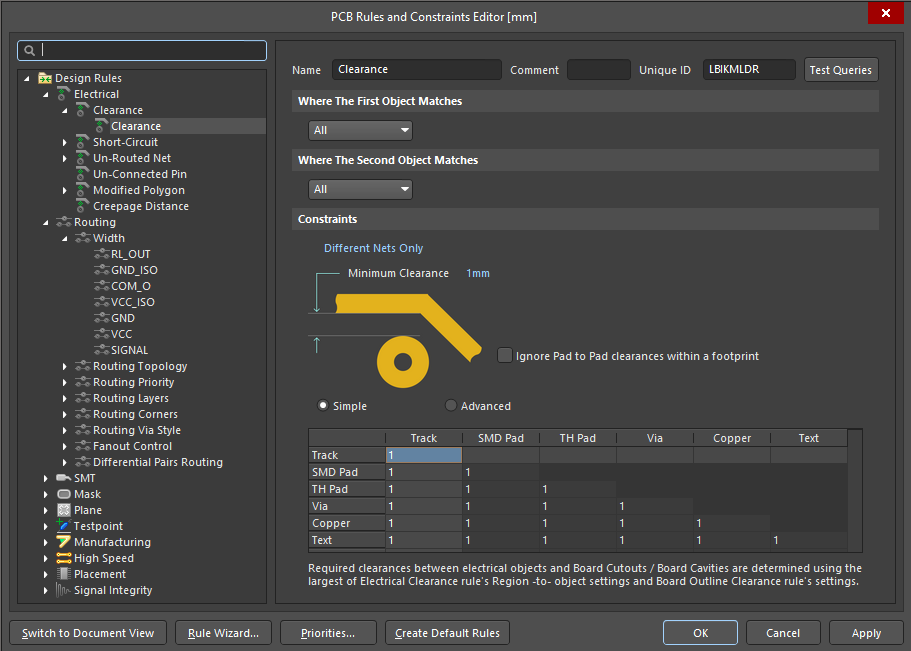 PCB Rules and Constraints Editor [mm]
Design Rules
Electrical
Clearance
Clearance
Short-Circuit
Un-Routed Net
Un-Connected Pin
Modified Polygon
Creepage Distance
Routing
Width
RL_OUT
GND_ISO
COM_O
VCC_ISO
GND
VCC
SIGNAL
Routing Topology
Routing Priority
Routing Layers
Routing Corners
Routing Via Style
Fanout Control
Differential Pairs Routing
SMT
Mask
Plane
Testpoint
Manufacturing
High Speed
Placement
Signal Integrity
Name Clearance Comment Unique ID LBIKMLDR Test Queries
Where The First Object Matches
All
Where The Second Object Matches
All
Constraints
Different Nets Only
Minimum Clearance 1mm
Ignore Pad to Pad clearances within a footprint
Simple Advanced
Track SMD Pad TH Pad Via Copper Text
Track 1
SMD Pad 1 1
TH Pad 1 1 1
Via 1 1 1 1
Copper 1 1 1 1 1
Text 1 1 1 1 1 1
Required clearances between electrical objects and Board Cutouts / Board Cavities are determined using the
largest of Electrical Clearance rule's Region -to- object settings and Board Outline Clearance rule's settings.
Switch to Document View Rule Wizard... Priorities... Create Default Rules OK Cancel Apply